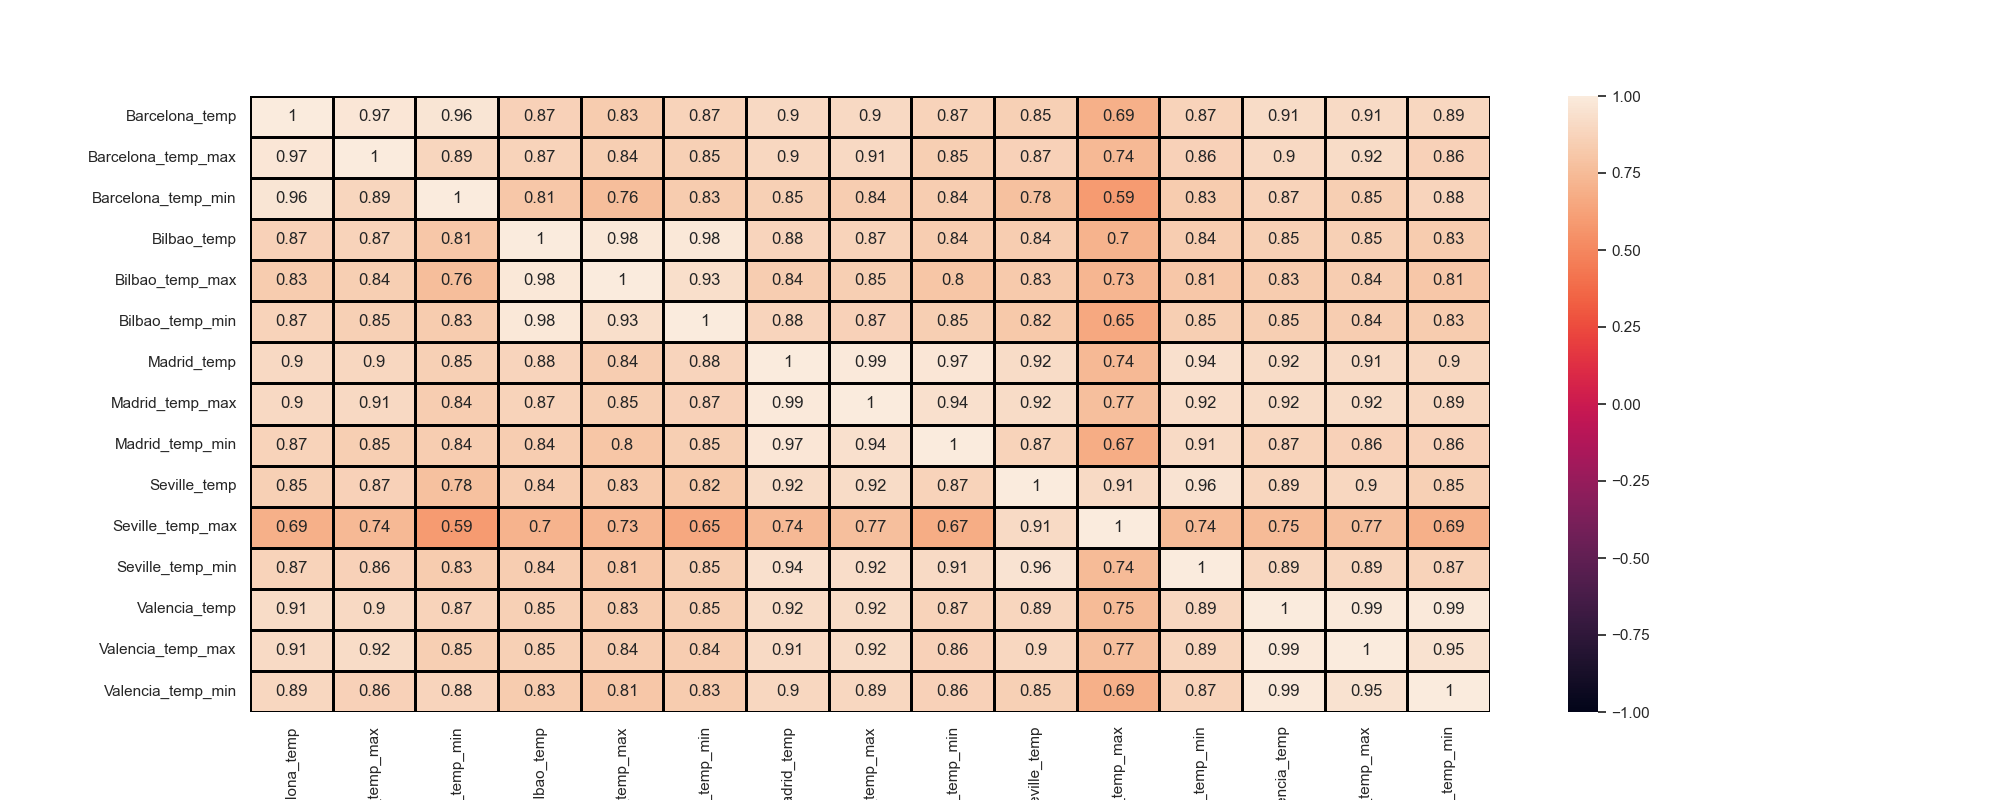 Barcelona_temp 1 0.97 0.96 0.87 0.83 0.87 0.9 0.9 0.87 0.85 0.69 0.87 0.91 0.91 0.89
Barcelona_temp_max 0.97 1 0.89 0.87 0.84 0.85 0.9 0.91 0.85 0.87 0.74 0.86 0.9 0.92 0.86
Barcelona_temp_min 0.96 0.89 1 0.81 0.76 0.83 0.85 0.84 0.84 0.78 0.59 0.83 0.87 0.85 0.88
Bilbao_temp 0.87 0.87 0.81 1 0.98 0.98 0.88 0.87 0.84 0.84 0.7 0.84 0.85 0.85 0.83
Bilbao_temp_max 0.83 0.84 0.76 0.98 1 0.93 0.84 0.85 0.8 0.83 0.73 0.81 0.83 0.84 0.81
Bilbao_temp_min 0.87 0.85 0.83 0.98 0.93 1 0.88 0.87 0.85 0.82 0.65 0.85 0.85 0.84 0.83
Madrid_temp 0.9 0.9 0.85 0.88 0.84 0.88 1 0.99 0.97 0.92 0.74 0.94 0.92 0.91 0.9
Madrid_temp_max 0.9 0.91 0.84 0.87 0.85 0.87 0.99 1 0.94 0.92 0.77 0.92 0.92 0.92 0.89
Madrid_temp_min 0.87 0.85 0.84 0.84 0.8 0.85 0.97 0.94 1 0.87 0.67 0.91 0.87 0.86 0.86
Seville_temp 0.85 0.87 0.78 0.84 0.83 0.82 0.92 0.92 0.87 1 0.91 0.96 0.89 0.9 0.85
Seville_temp_max 0.69 0.74 0.59 0.7 0.73 0.65 0.74 0.77 0.67 0.91 1 0.74 0.75 0.77 0.69
Seville_temp_min 0.87 0.86 0.83 0.84 0.81 0.85 0.94 0.92 0.91 0.96 0.74 1 0.89 0.89 0.87
Valencia_temp 0.91 0.9 0.87 0.85 0.83 0.85 0.92 0.92 0.87 0.89 0.75 0.89 1 0.99 0.99
Valencia_temp_max 0.91 0.92 0.85 0.85 0.84 0.84 0.91 0.92 0.86 0.9 0.77 0.89 0.99 1 0.95
Valencia_temp_min 0.89 0.86 0.88 0.83 0.81 0.83 0.9 0.89 0.86 0.85 0.69 0.87 0.99 0.95 1
lona_temp
_temp_max
_temp_min
lbao_temp
_temp_max
_temp_min
adrid_temp
_temp_max
_temp_min
eville_temp
_temp_max
_temp_min
encia_temp
_temp_max
_temp_min
1.00
0.75
0.50
0.25
0.00
−0.25
−0.50
−0.75
−1.00